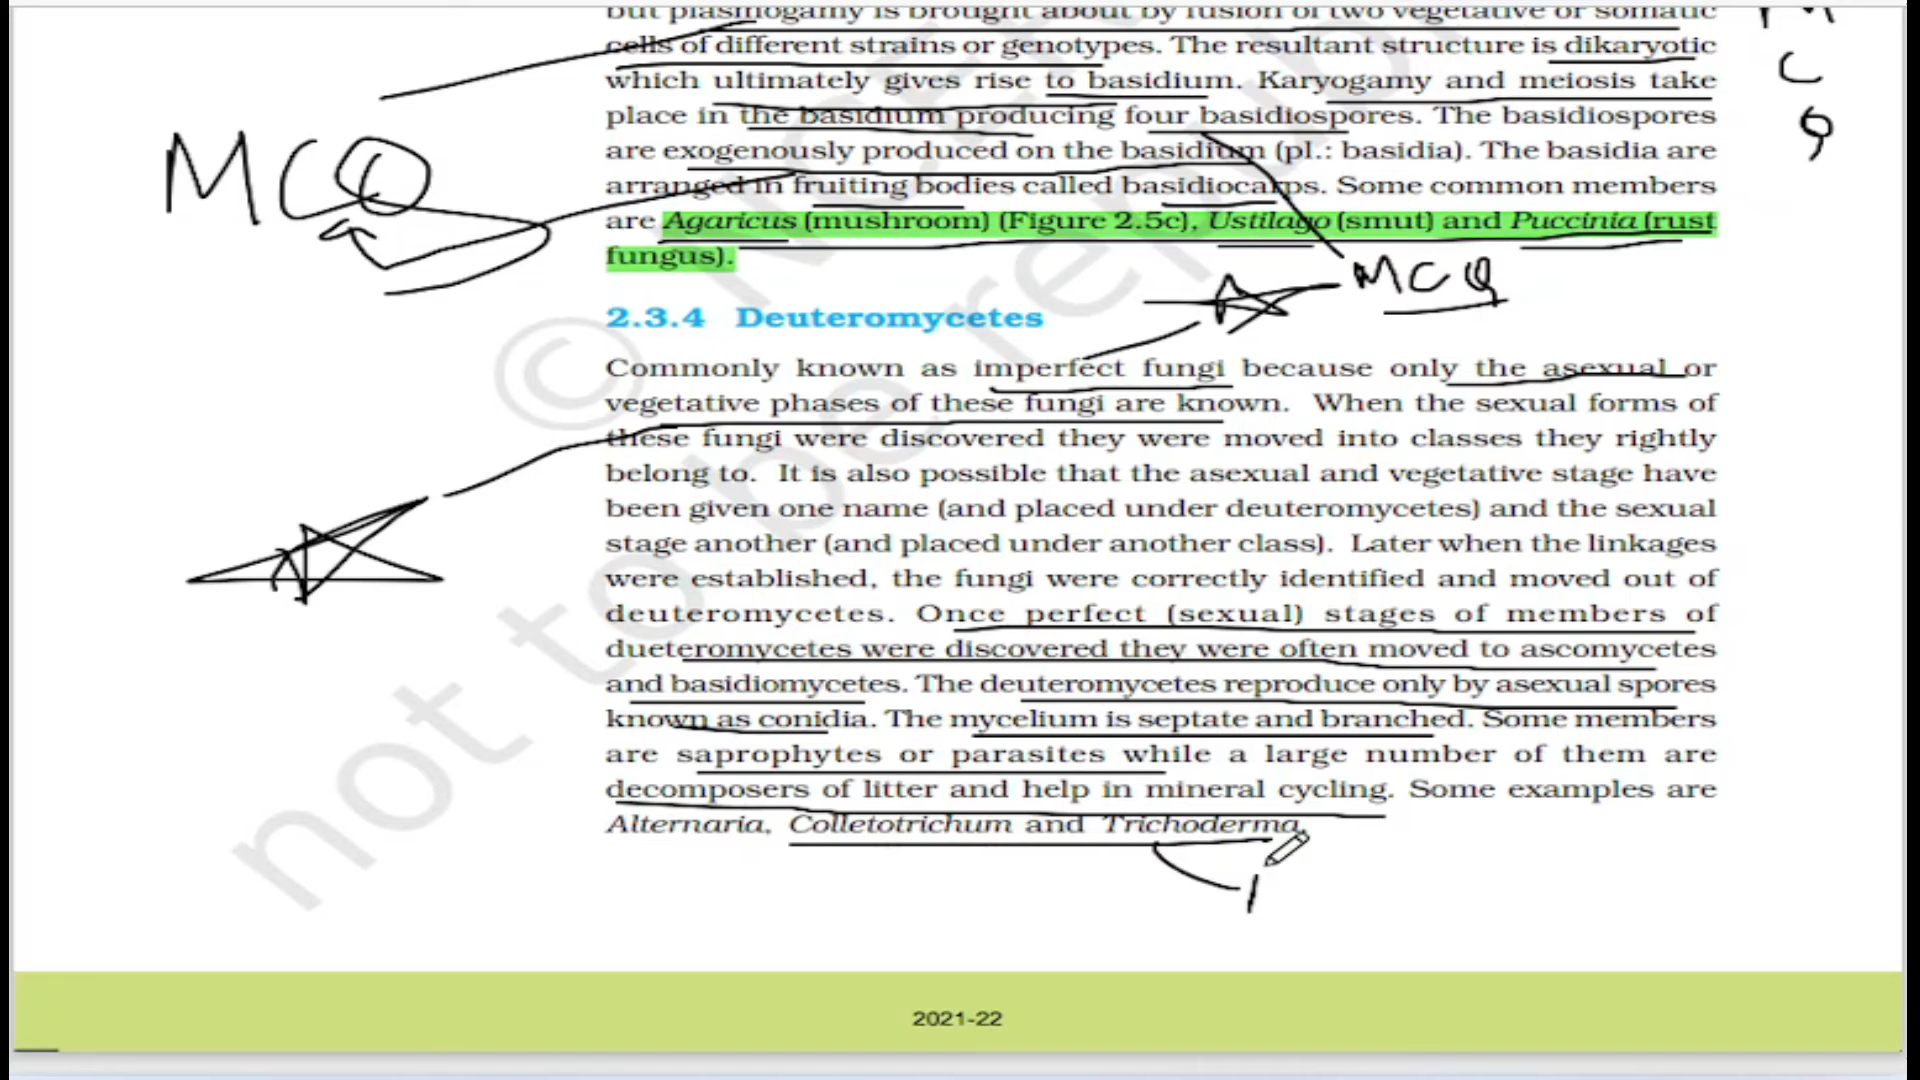 but plasmogamy is brought about by fusion of two vegetative or somatic
cells of different strains or genotypes. The resultant structure is dikaryotic
which ultimately gives rise to basidium. Karyogamy and meiosis take
place in the basidium producing four basidiospores. The basidiospores
are exogenously produced on the basidium (pl.: basidia). The basidia are
arranged in fruiting bodies called basidiocarps. Some common members
are Agaricus (mushroom) (Figure 2.5c), Ustilago (smut) and Puccinia (rust
fungus).
M
C
Q
MCQ
MCQ
2.3.4 Deuteromycetes
Commonly known as imperfect fungi because only the asexual or
vegetative phases of these fungi are known. When the sexual forms of
these fungi were discovered they were moved into classes they rightly
belong to. It is also possible that the asexual and vegetative stage have
been given one name (and placed under deuteromycetes) and the sexual
stage another (and placed under another class). Later when the linkages
were established, the fungi were correctly identified and moved out of
deuteromycetes. Once perfect (sexual) stages of members of
dueteromycetes were discovered they were often moved to ascomycetes
and basidiomycetes. The deuteromycetes reproduce only by asexual spores
known as conidia. The mycelium is septate and branched. Some members
are saprophytes or parasites while a large number of them are
decomposers of litter and help in mineral cycling. Some examples are
Alternaria, Colletotrichum and Trichoderma.
not to be republ
2021-22